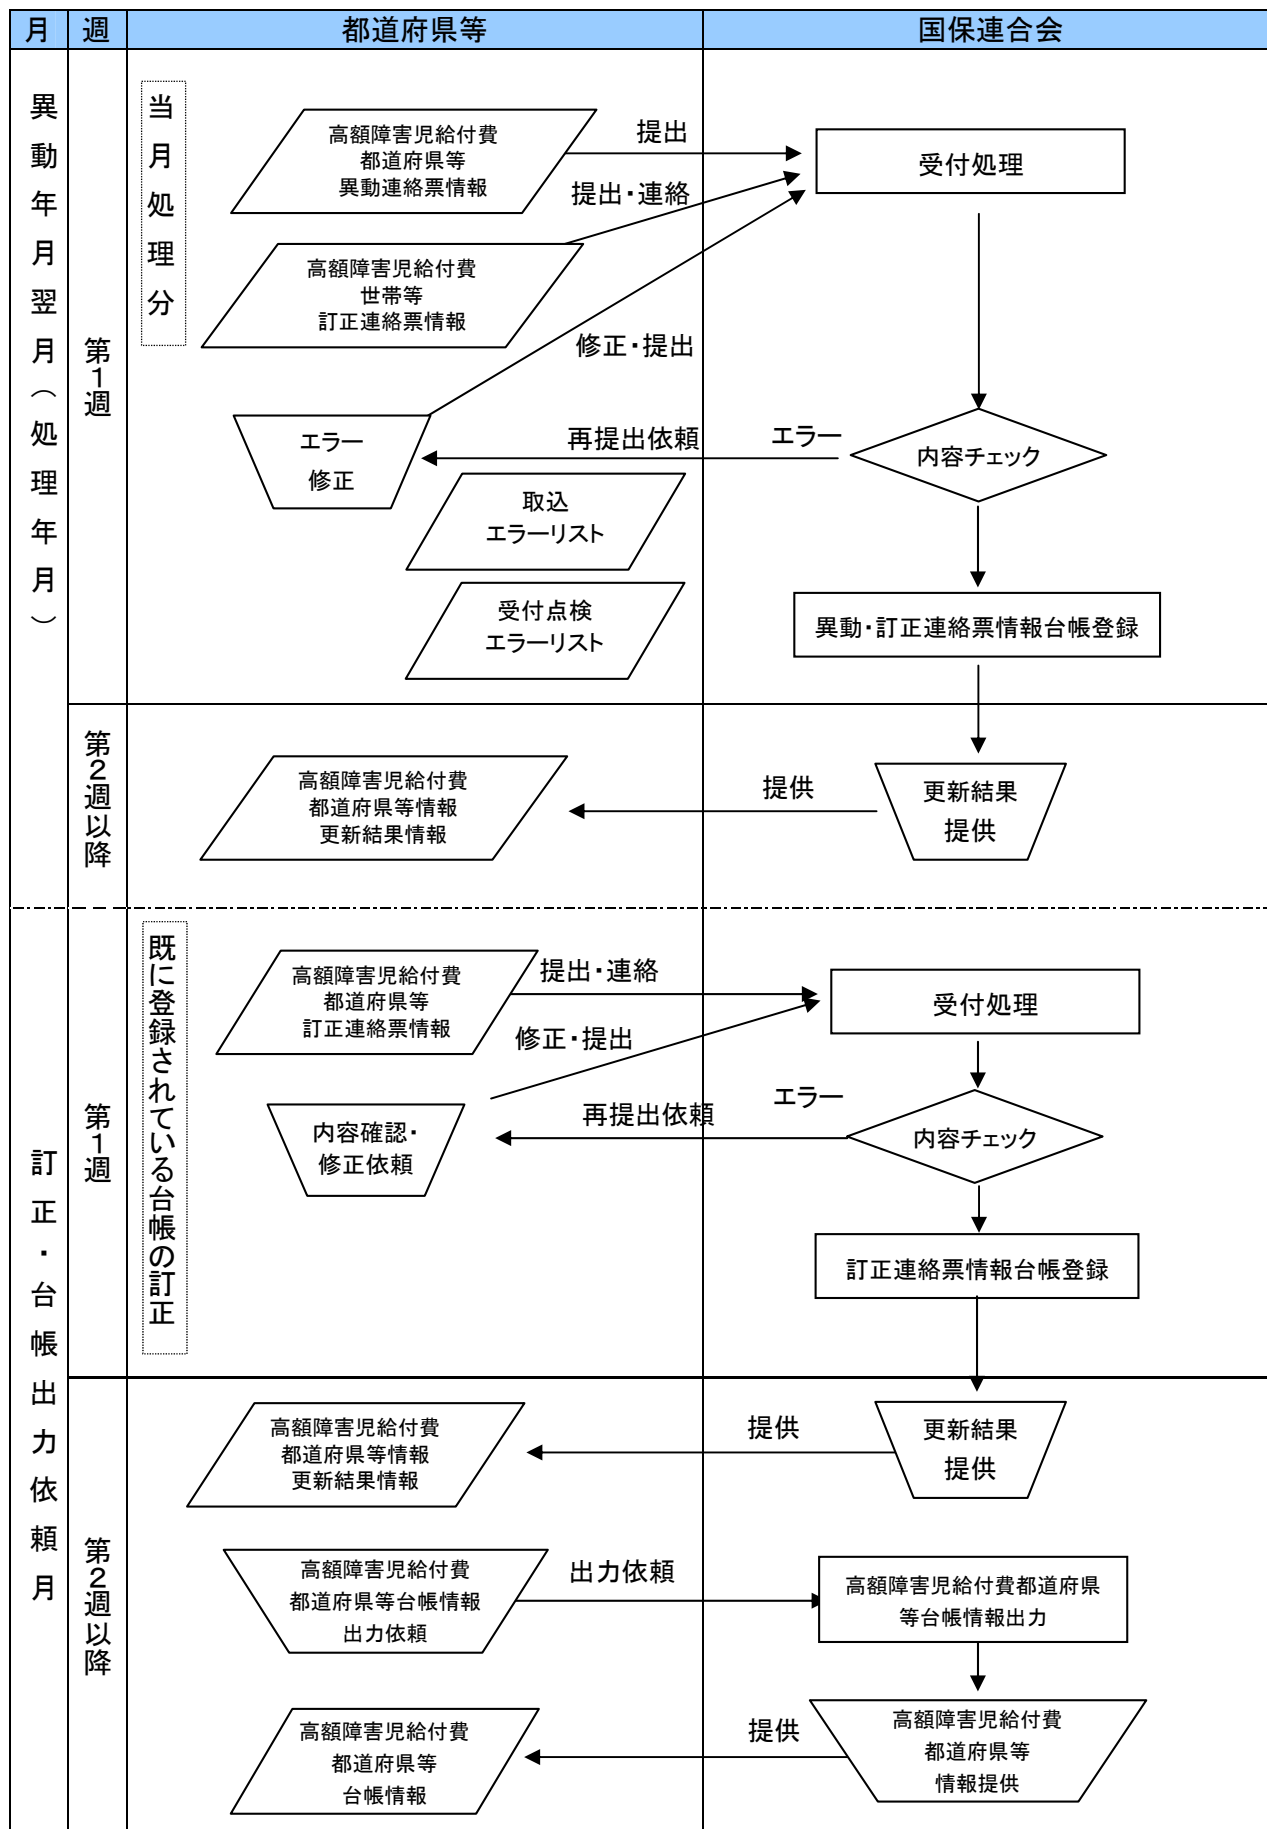 月
週
都道府県等
国保連合会
異動年月翌月（処理年月）
第1週
当月処理分
高額障害児給付費
都道府県等
異動連絡票情報
提出
受付処理
提出・連絡
高額障害児給付費
世帯等
訂正連絡票情報
修正・提出
エラー
修正
再提出依頼
エラー
内容チェック
取込
エラーリスト
受付点検
エラーリスト
異動・訂正連絡票情報台帳登録
第2週以降
高額障害児給付費
都道府県等情報
更新結果情報
提供
更新結果
提供
訂正・台帳出力依頼月
第1週
既に登録されている台帳の訂正
高額障害児給付費
都道府県等
訂正連絡票情報
提出・連絡
受付処理
修正・提出
内容確認・
修正依頼
再提出依頼
エラー
内容チェック
訂正連絡票情報台帳登録
第2週以降
高額障害児給付費
都道府県等情報
更新結果情報
提供
更新結果
提供
高額障害児給付費
都道府県等台帳情報
出力依頼
出力依頼
高額障害児給付費都道府県
等台帳情報出力
高額障害児給付費
都道府県等
台帳情報
提供
高額障害児給付費
都道府県等
情報提供